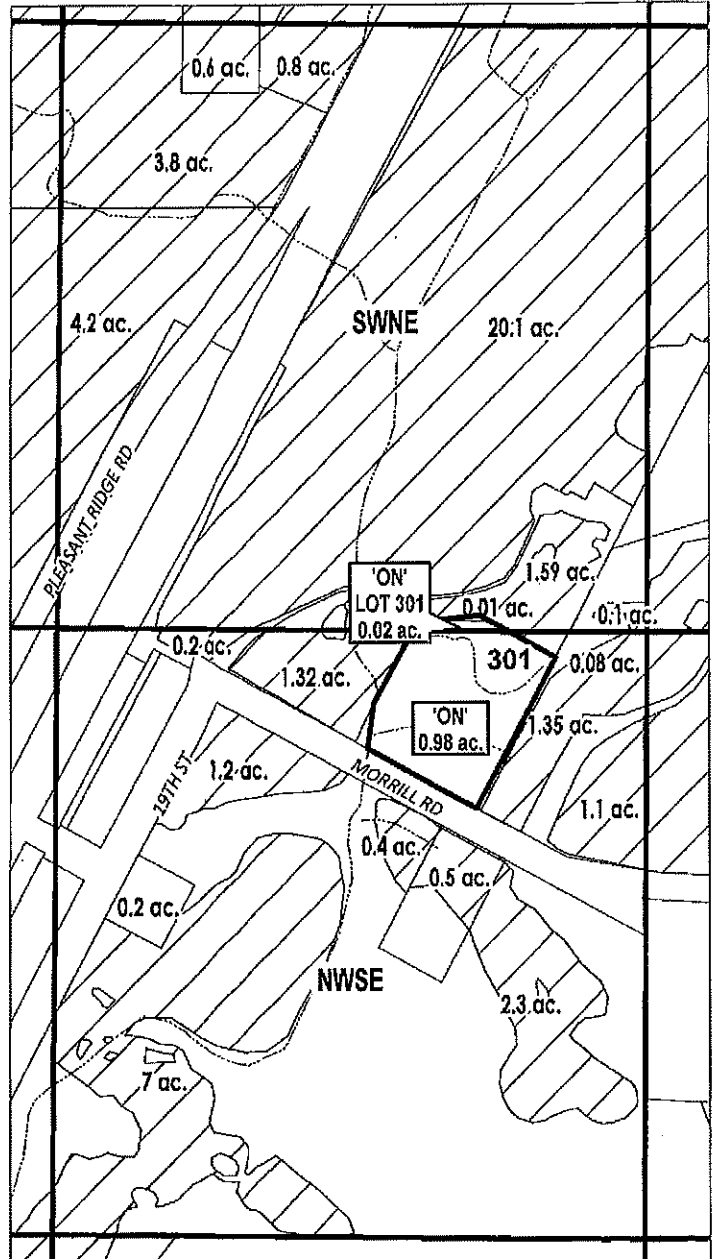 0.6 ac.
0.8 ac.
3.8 ac.
4.2 ac.
SWNE
20.1 ac.
PLEASANT RIDGE RD
'ON'
LOT 301
0.02 ac.
0.01 ac.
1.59 ac.
0.1 ac.
0.2 ac.
1.32 ac.
301
0.08 ac.
'ON'
0.98 ac.
1.35 ac.
1.2 ac.
19TH ST
MORRILL RD
1.1 ac.
0.4 ac.
0.5 ac.
0.2 ac.
NWSE
2.3 ac.
7 ac.